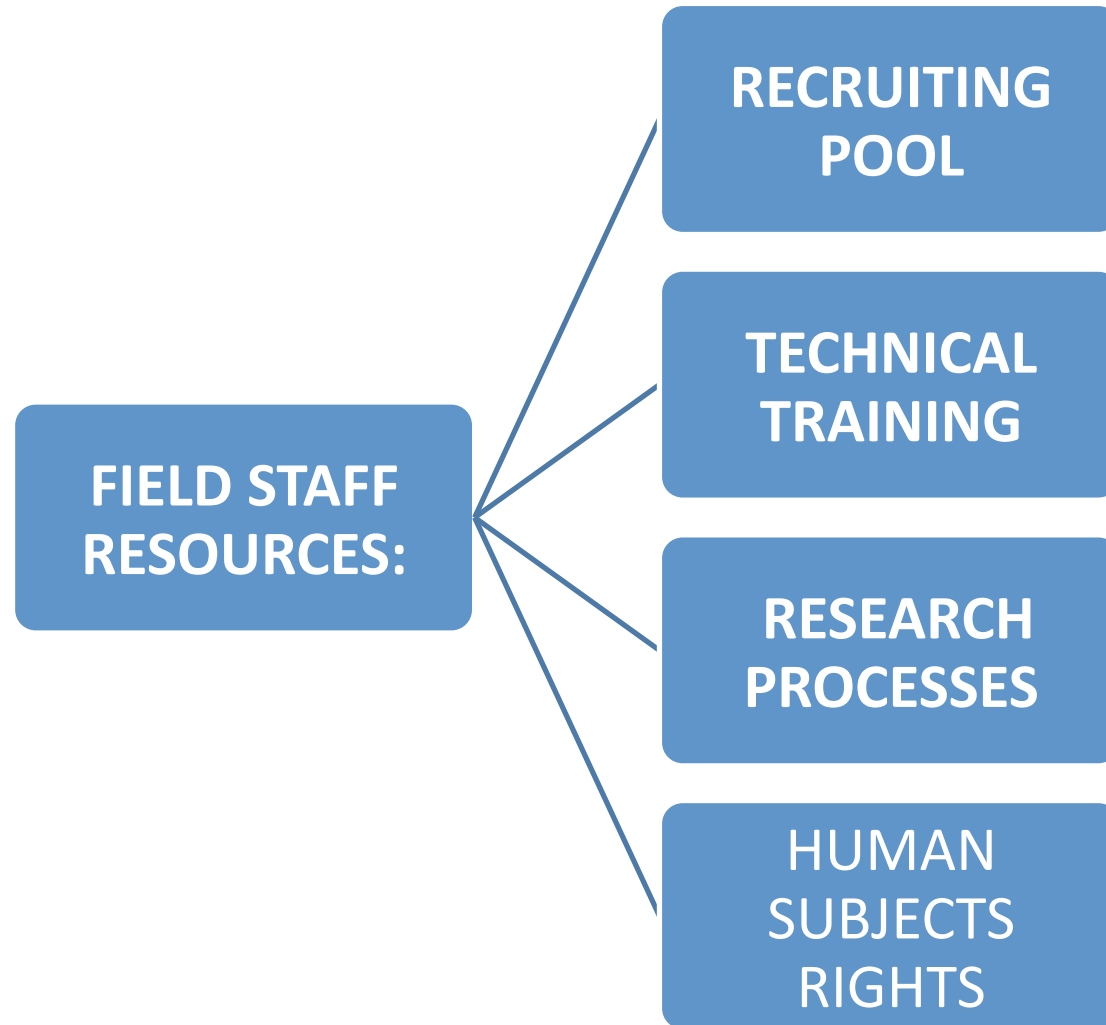 FIELD STAFF
RESOURCES:
RECRUITING
POOL
TECHNICAL
TRAINING
RESEARCH
PROCESSES
HUMAN
SUBJECTS
RIGHTS